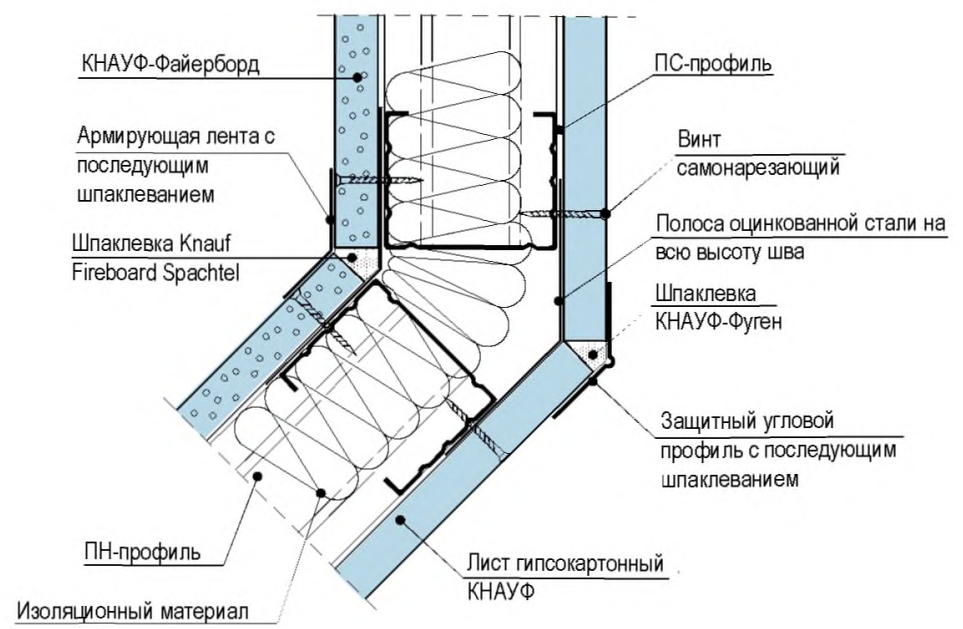 КНАУФ-Файерборд
Армирующая лента с
последующим
шпаклеванием
Шпаклевка Knauf
Fireboard Spachtel
ПН-профиль
Изоляционный материал
ПС-профиль
Винт
самонарезающий
Полоса оцинкованной стали на
всю высоту шва
Шпаклевка
КНАУФ-Фуген
Защитный угловой
профиль с последующим
шпаклеванием
Лист гипсокартонный
КНАУФ